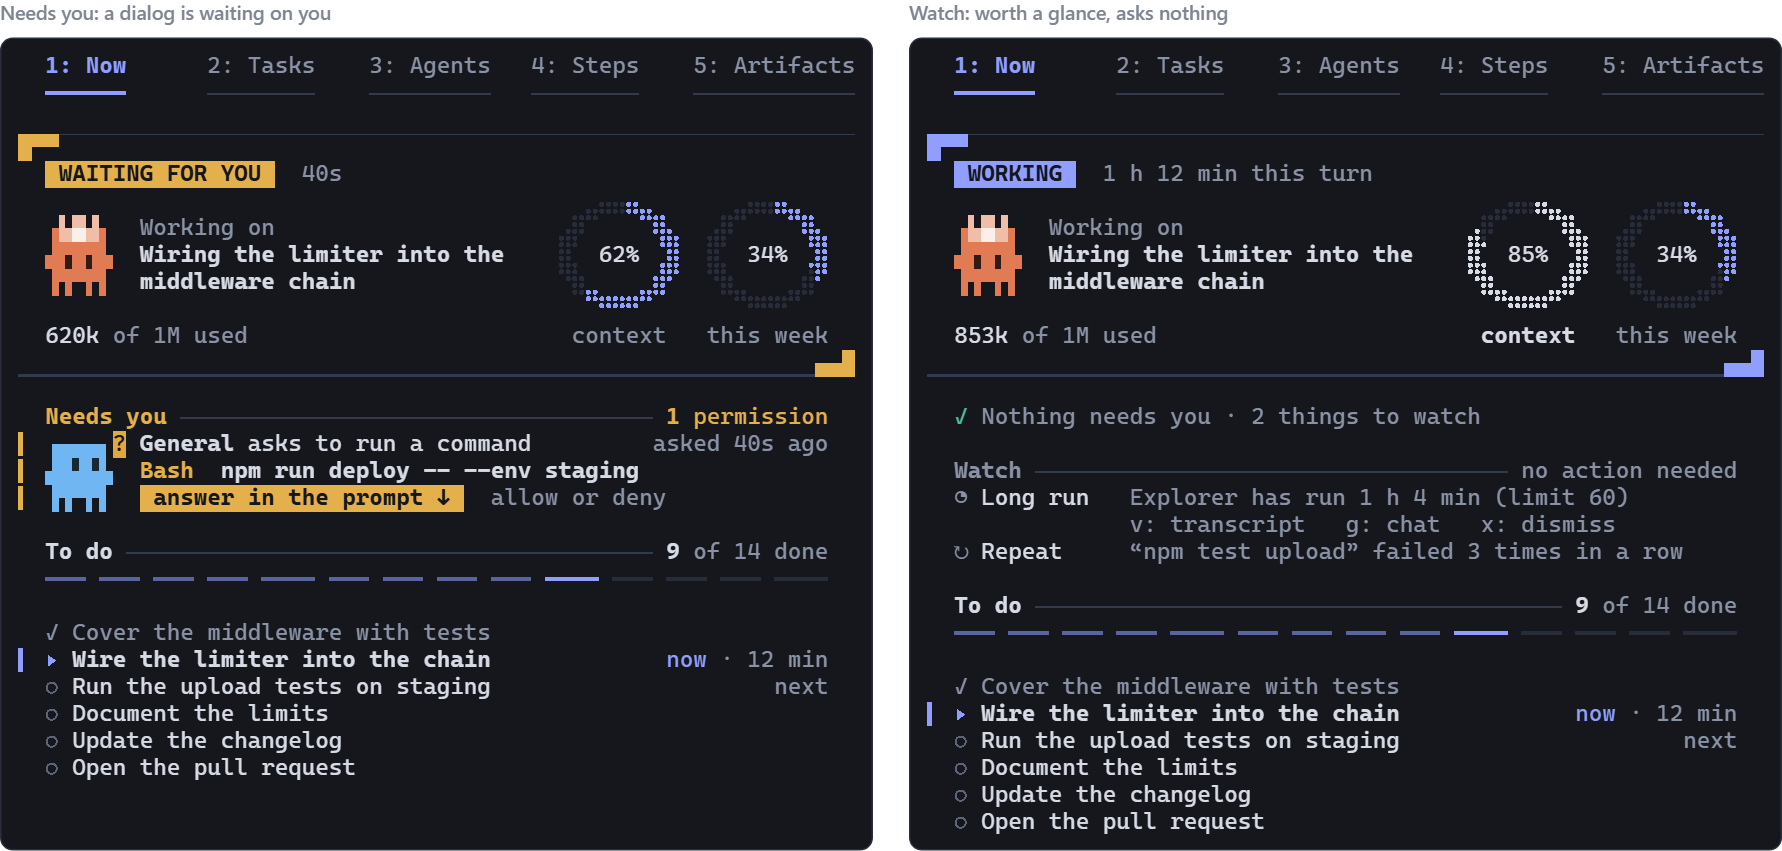 Needs you: a dialog is waiting on you
1: Now 2: Tasks 3: Agents 4: Steps 5: Artifacts
WAITING FOR YOU 40s
Working on
Wiring the limiter into the
middleware chain
62% 34%
620k of 1M used context this week
Needs you 1 permission
? General asks to run a command asked 40s ago
Bash npm run deploy -- --env staging
answer in the prompt ↓ allow or deny
To do 9 of 14 done
✓ Cover the middleware with tests
▸ Wire the limiter into the chain now · 12 min
○ Run the upload tests on staging next
○ Document the limits
○ Update the changelog
○ Open the pull request
Watch: worth a glance, asks nothing
1: Now 2: Tasks 3: Agents 4: Steps 5: Artifacts
WORKING 1 h 12 min this turn
Working on
Wiring the limiter into the
middleware chain
85% 34%
853k of 1M used context this week
✓ Nothing needs you · 2 things to watch
Watch no action needed
◔ Long run Explorer has run 1 h 4 min (limit 60)
v: transcript g: chat x: dismiss
↻ Repeat “npm test upload” failed 3 times in a row
To do 9 of 14 done
✓ Cover the middleware with tests
▸ Wire the limiter into the chain now · 12 min
○ Run the upload tests on staging next
○ Document the limits
○ Update the changelog
○ Open the pull request